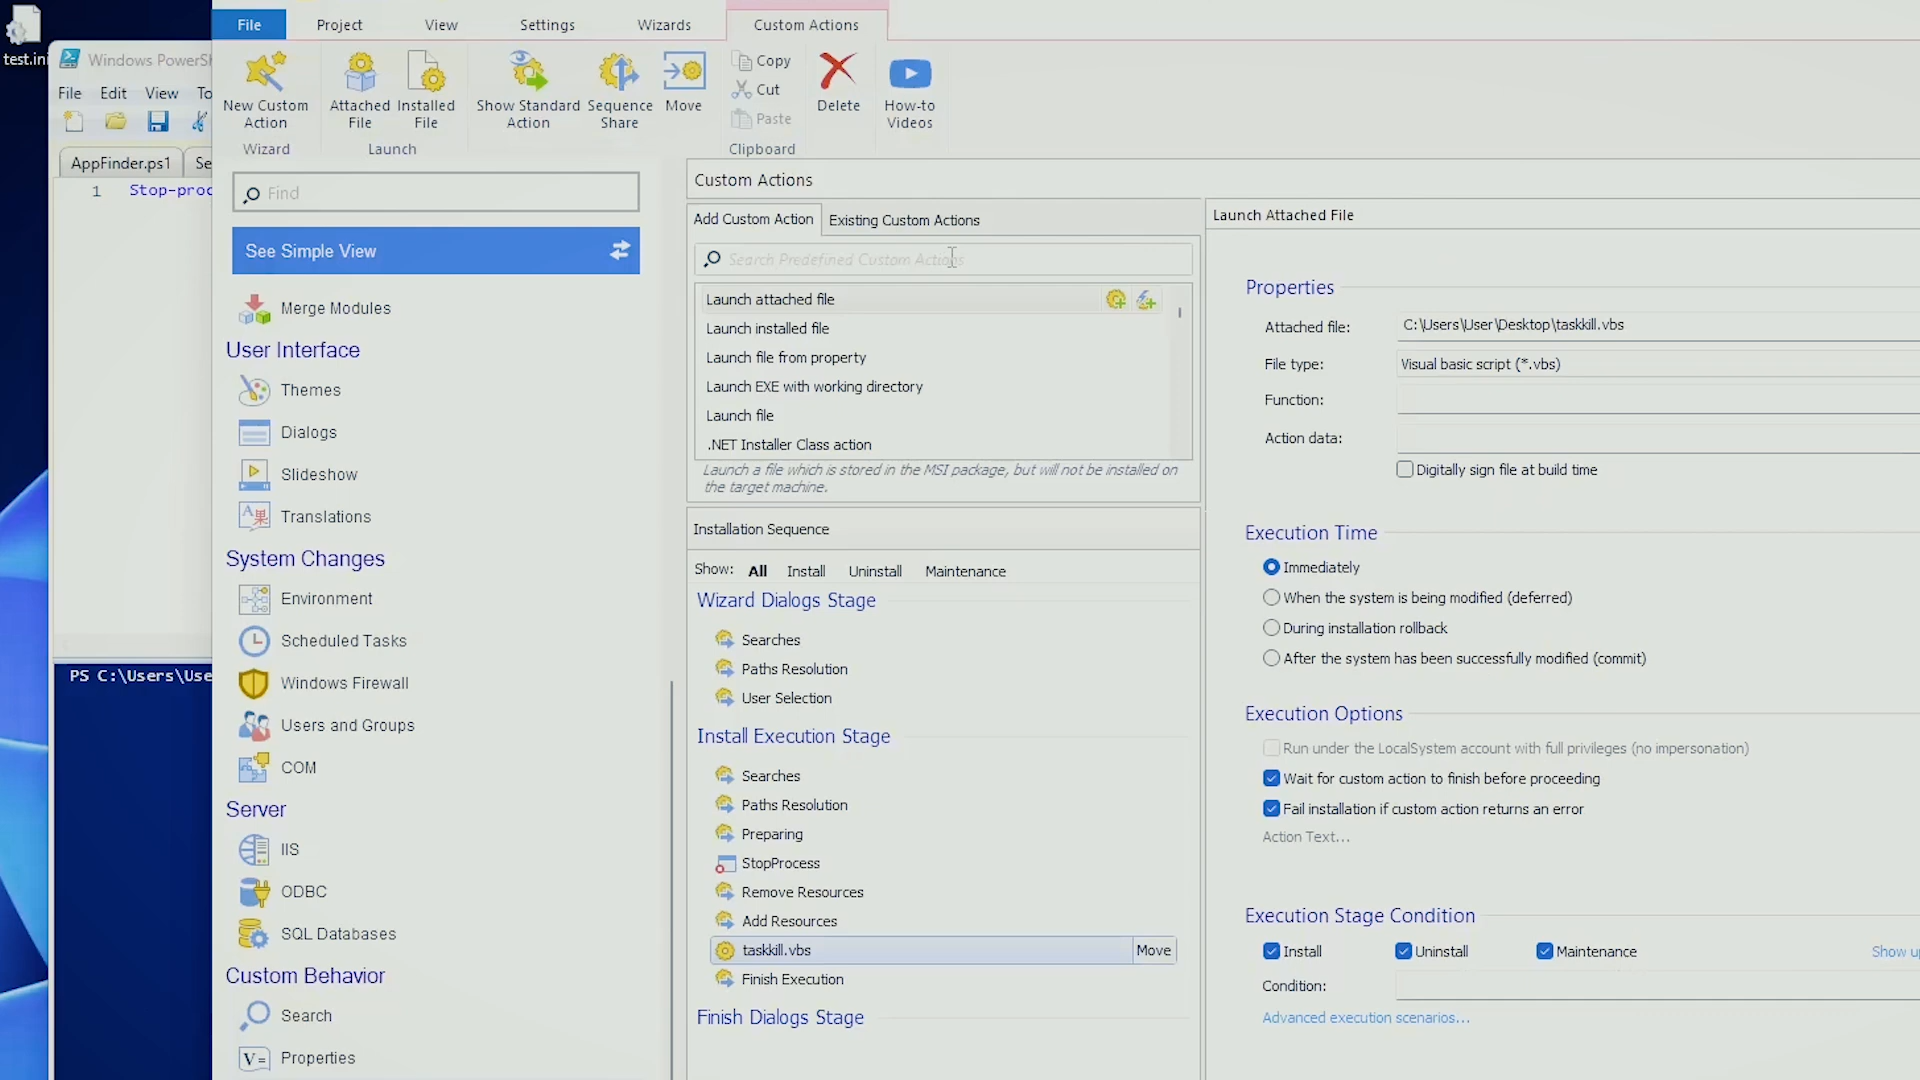 test.ini
Windows PowerSh
File Edit View To
AppFinder.ps1 Se
1 Stop-proc
PS C:\Users\Use
File Project View Settings Wizards Custom Actions
New Custom Action
Attached File
Installed File
Show Standard Action
Sequence Share
Move
Copy
Cut
Paste
Delete
How-to Videos
Wizard Launch Clipboard
Find
See Simple View
Merge Modules
User Interface
Themes
Dialogs
Slideshow
Translations
System Changes
Environment
Scheduled Tasks
Windows Firewall
Users and Groups
COM
Server
IIS
ODBC
SQL Databases
Custom Behavior
Search
Properties
Custom Actions
Add Custom Action Existing Custom Actions
Search Predefined Custom Actions
Launch attached file
Launch installed file
Launch file from property
Launch EXE with working directory
Launch file
.NET Installer Class action
Launch a file which is stored in the MSI package, but will not be installed on
the target machine.
Installation Sequence
Show: All Install Uninstall Maintenance
Wizard Dialogs Stage
Searches
Paths Resolution
User Selection
Install Execution Stage
Searches
Paths Resolution
Preparing
StopProcess
Remove Resources
Add Resources
taskkill.vbs Move
Finish Execution
Finish Dialogs Stage
Launch Attached File
Properties
Attached file: C:\Users\User\Desktop\taskkill.vbs
File type: Visual basic script (*.vbs)
Function:
Action data:
Digitally sign file at build time
Execution Time
Immediately
When the system is being modified (deferred)
During installation rollback
After the system has been successfully modified (commit)
Execution Options
Run under the LocalSystem account with full privileges (no impersonation)
Wait for custom action to finish before proceeding
Fail installation if custom action returns an error
Action Text...
Execution Stage Condition
Install Uninstall Maintenance Show up
Condition:
Advanced execution scenarios...